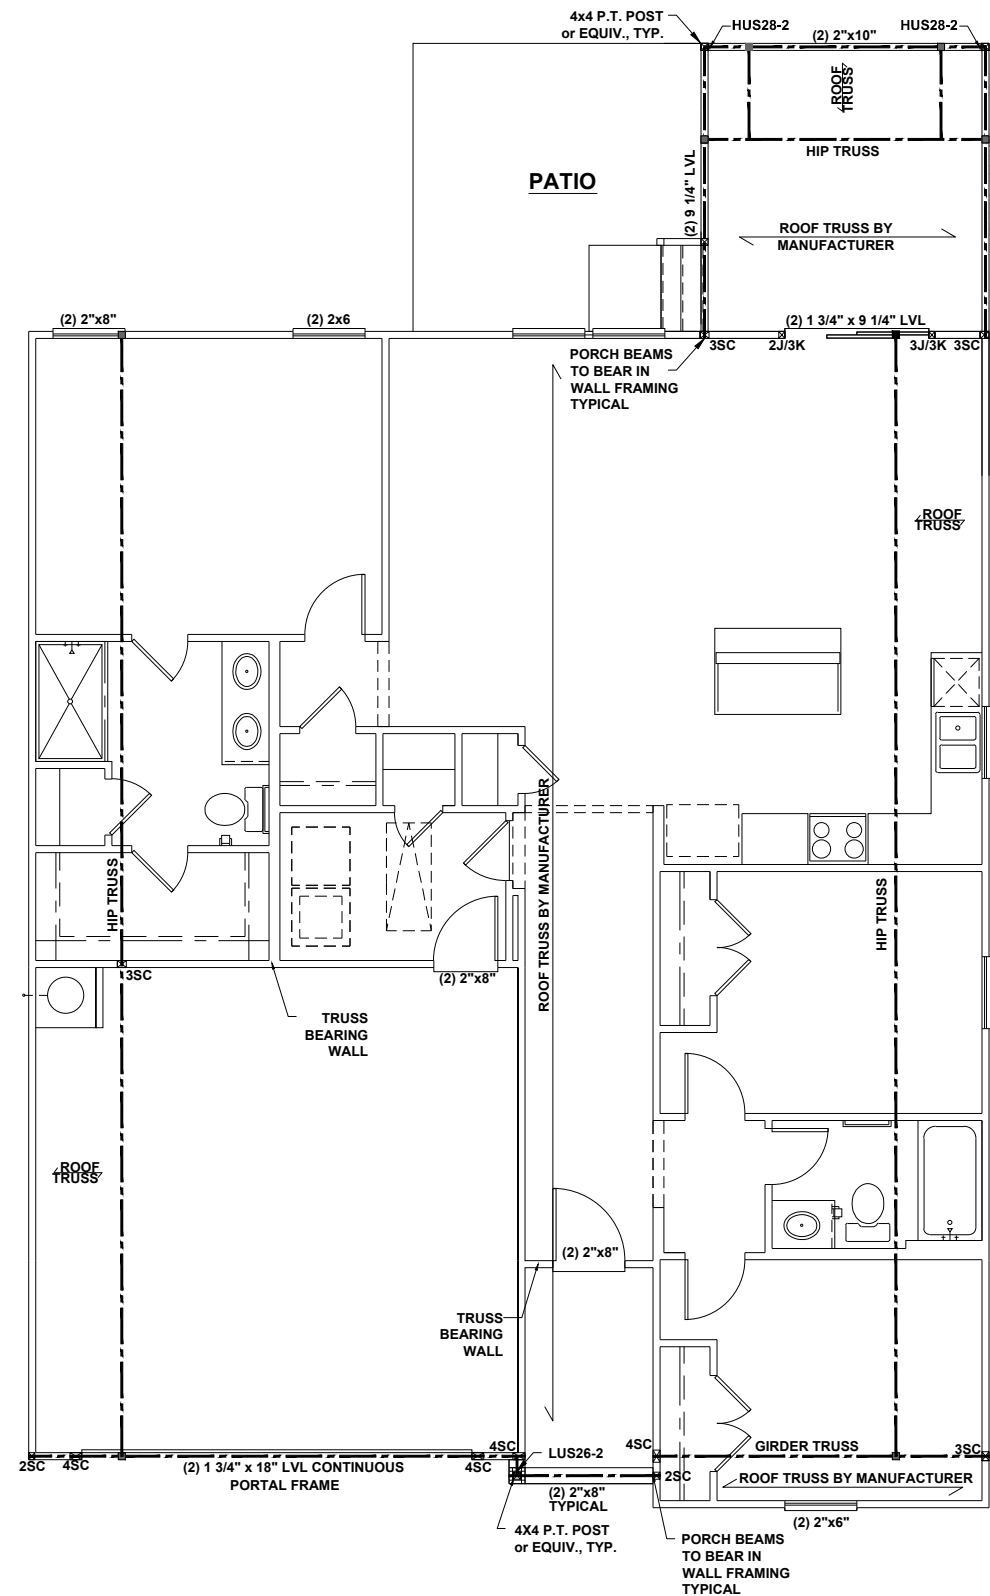 4x4 P.T. POST
or EQUIV., TYP.
HUS28-2
HUS28-2
(2) 2"x10"
ROOF
TRUSS
HIP TRUSS
PATIO
(2) 9 1/4" LVL
ROOF TRUSS BY
MANUFACTURER
(2) 2"x8"
(2) 2x6
(2) 1 3/4" x 9 1/4" LVL
3SC
2J/3K
3J/3K
3SC
PORCH BEAMS
TO BEAR IN
WALL FRAMING
TYPICAL
ROOF
TRUSS
ROOF TRUSS BY MANUFACTURER
HIP TRUSS
HIP TRUSS
3SC
(2) 2"x8"
TRUSS
BEARING
WALL
ROOF
TRUSS
(2) 2"x8"
TRUSS
BEARING
WALL
2SC
4SC
(2) 1 3/4" x 18" LVL CONTINUOUS
PORTAL FRAME
4SC
4SC
LUS26-2
4SC
2SC
GIRDER TRUSS
3SC
ROOF TRUSS BY MANUFACTURER
(2) 2"x8"
TYPICAL
(2) 2"x6"
4X4 P.T. POST
or EQUIV., TYP.
PORCH BEAMS
TO BEAR IN
WALL FRAMING
TYPICAL